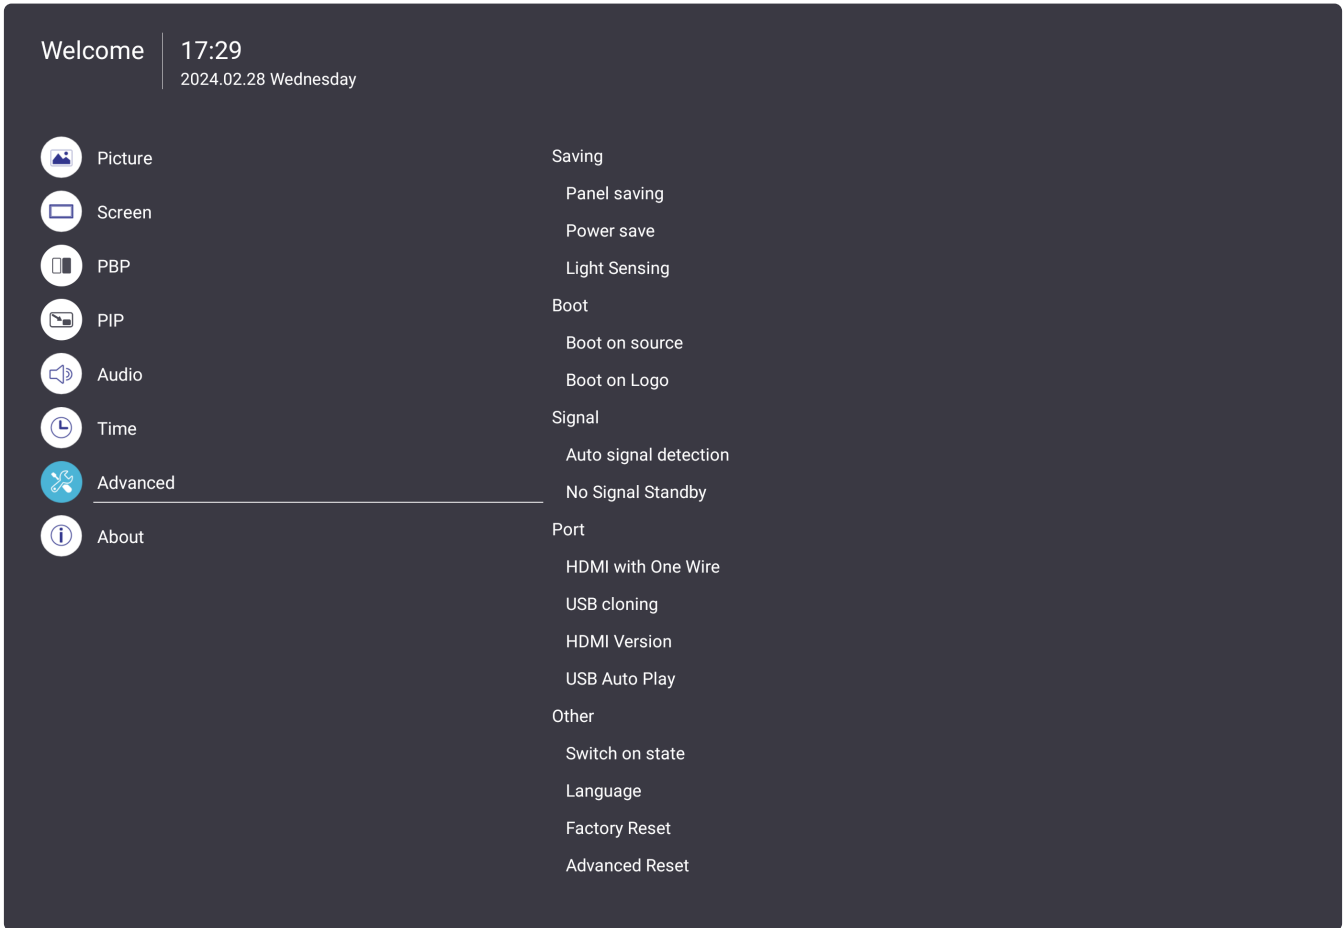 Welcome
17:29
2024.02.28 Wednesday
Picture
Screen
PBP
PIP
Audio
Time
Advanced
About
Saving
Panel saving
Power save
Light Sensing
Boot
Boot on source
Boot on Logo
Signal
Auto signal detection
No Signal Standby
Port
HDMI with One Wire
USB cloning
HDMI Version
USB Auto Play
Other
Switch on state
Language
Factory Reset
Advanced Reset